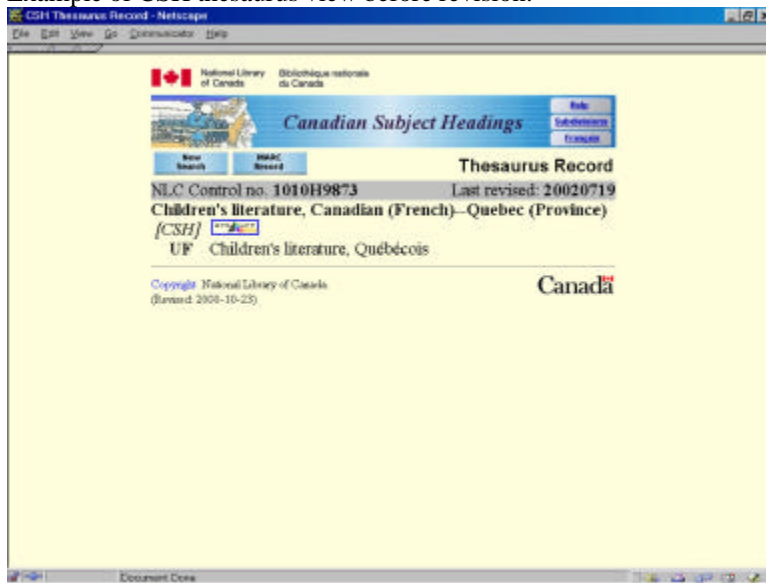 Example of CSH thesaurus view before revision:
CSH Thesaurus Record - Netscape
File Edit View Go Communicator Help
National Library Bibliothèque nationale
of Canada du Canada
Canadian Subject Headings
Help
Subdivisions
Français
New Search
MARC Record
Thesaurus Record
NLC Control no. 1010H9873 Last revised: 20020719
Children's literature, Canadian (French)--Quebec (Province)
[CSH]
UF Children's literature, Québécois
Copyright National Library of Canada
(Revised: 2000-10-23)
Canada
Document Done